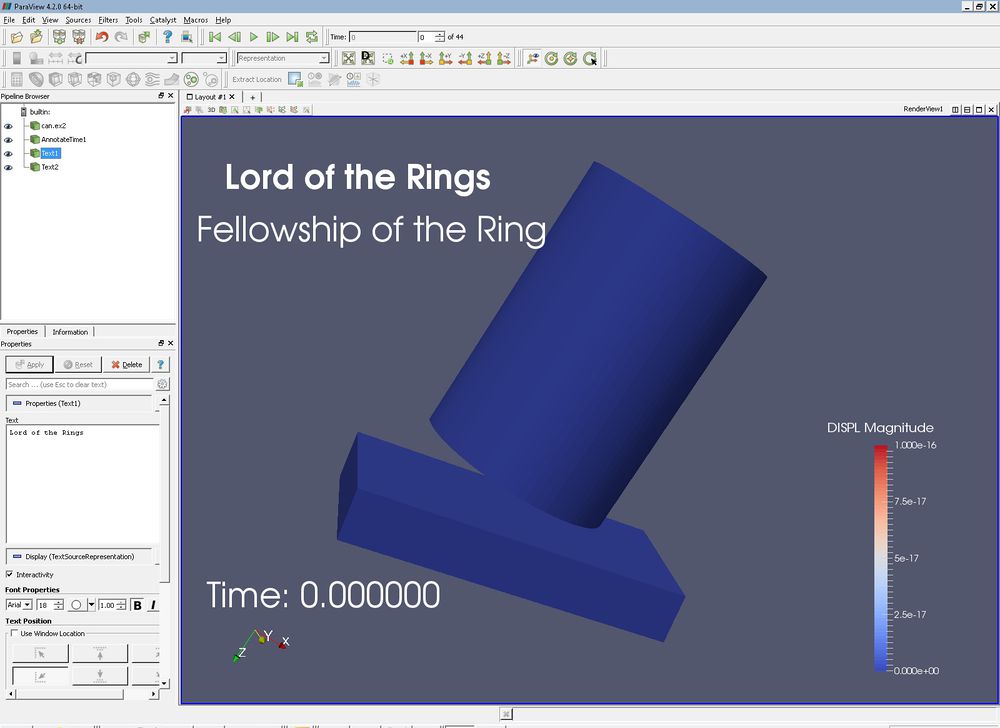 ParaView 4.2.0 64-bit
File Edit View Sources Filters Tools Catalyst Macros Help
Time: 0 0 of 44
Representation
Extract Location
Pipeline Browser
Layout #1
3D
RenderView1
builtin:
can.ex2
AnnotateTime1
Text1
Text2
Lord of the Rings
Fellowship of the Ring
Properties Information
Properties
Apply Reset Delete ?
Search ... (use Esc to clear text)
Properties (Text1)
Text
Lord of the Rings
DISPL Magnitude
1.000e-16
7.5e-17
5e-17
2.5e-17
0.000e+00
Display (TextSourceRepresentation)
Interactivity
Font Properties
Arial 18 1.00 B I
Text Position
Use Window Location
Time: 0.000000
Y
X
Z